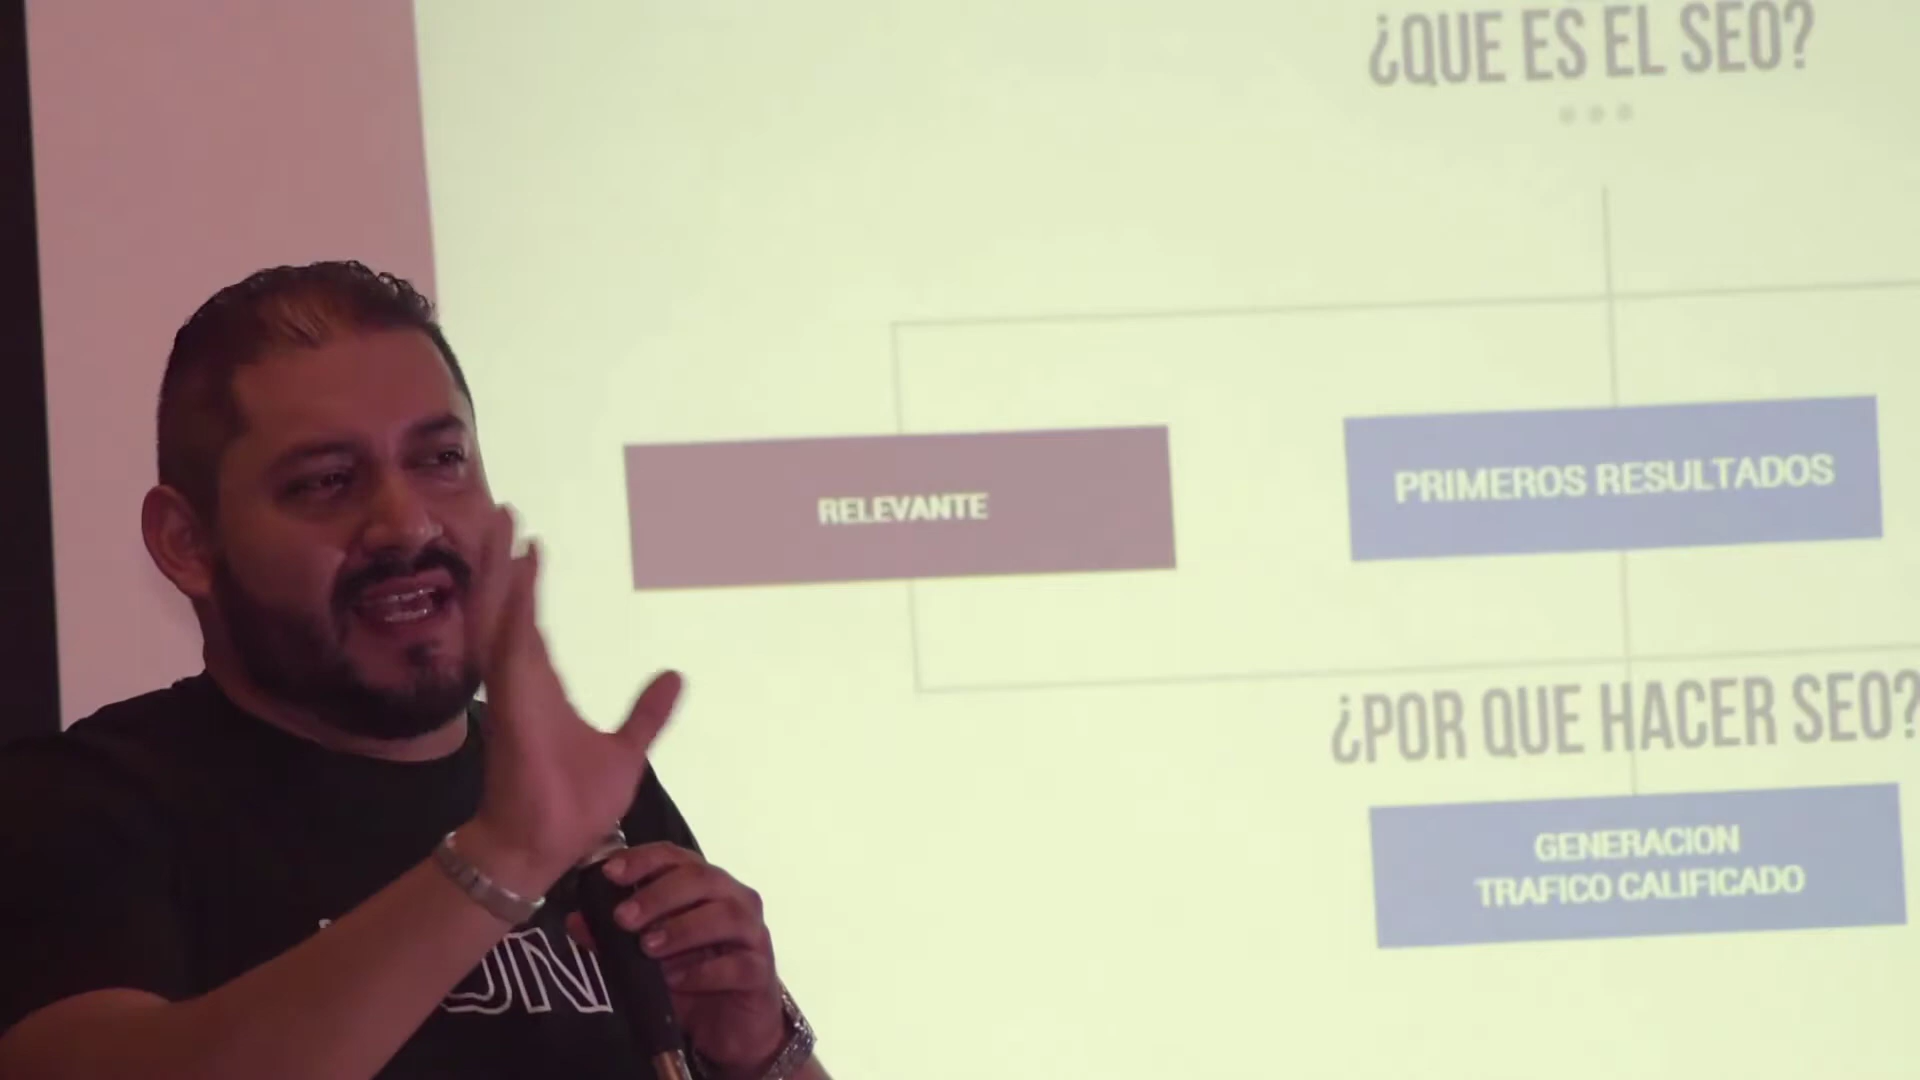 ¿QUE ES EL SEO?
RELEVANTE
PRIMEROS RESULTADOS
¿POR QUE HACER SEO?
GENERACION
TRAFICO CALIFICADO